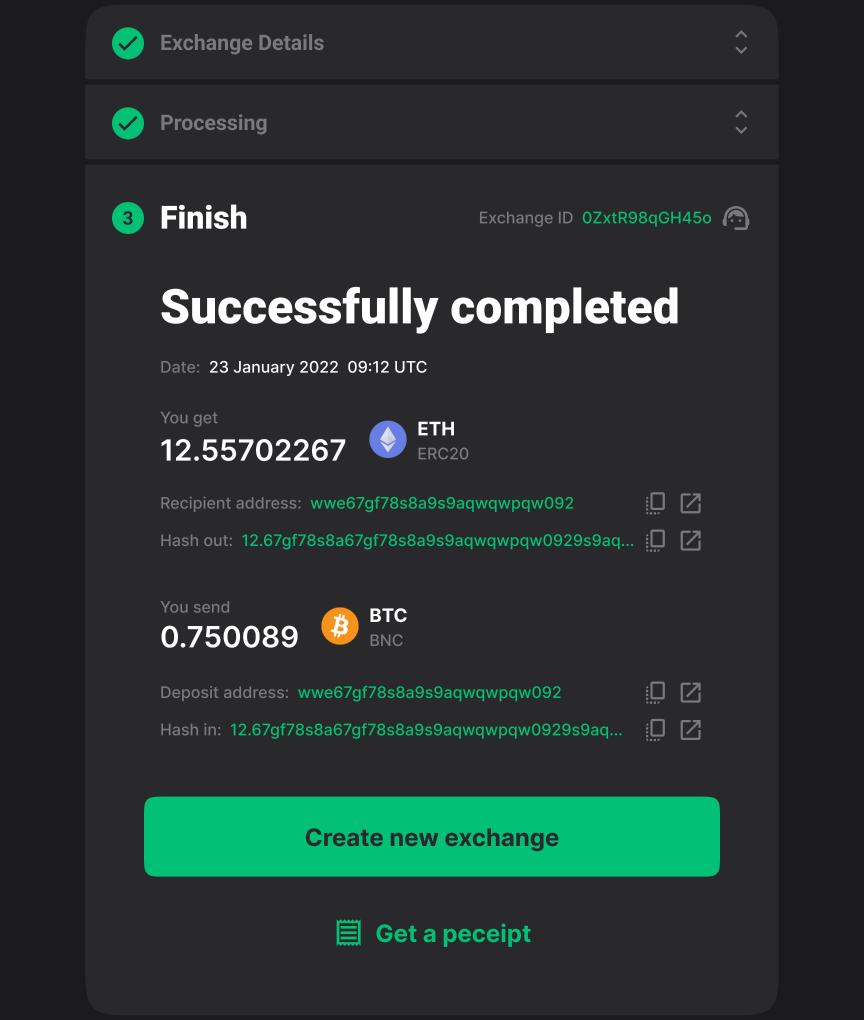 Exchange Details
Processing
3 Finish Exchange ID 0ZxtR98qGH45o
Successfully completed
Date: 23 January 2022 09:12 UTC
You get
12.55702267 ETH
ERC20
Recipient address: wwe67gf78s8a9s9aqwqwpqw092
Hash out: 12.67gf78s8a67gf78s8a9s9aqwqwpqw0929s9aq...
You send
0.750089 BTC
BNC
Deposit address: wwe67gf78s8a9s9aqwqwpqw092
Hash in: 12.67gf78s8a67gf78s8a9s9aqwqwpqw0929s9aq...
Create new exchange
Get a peceipt